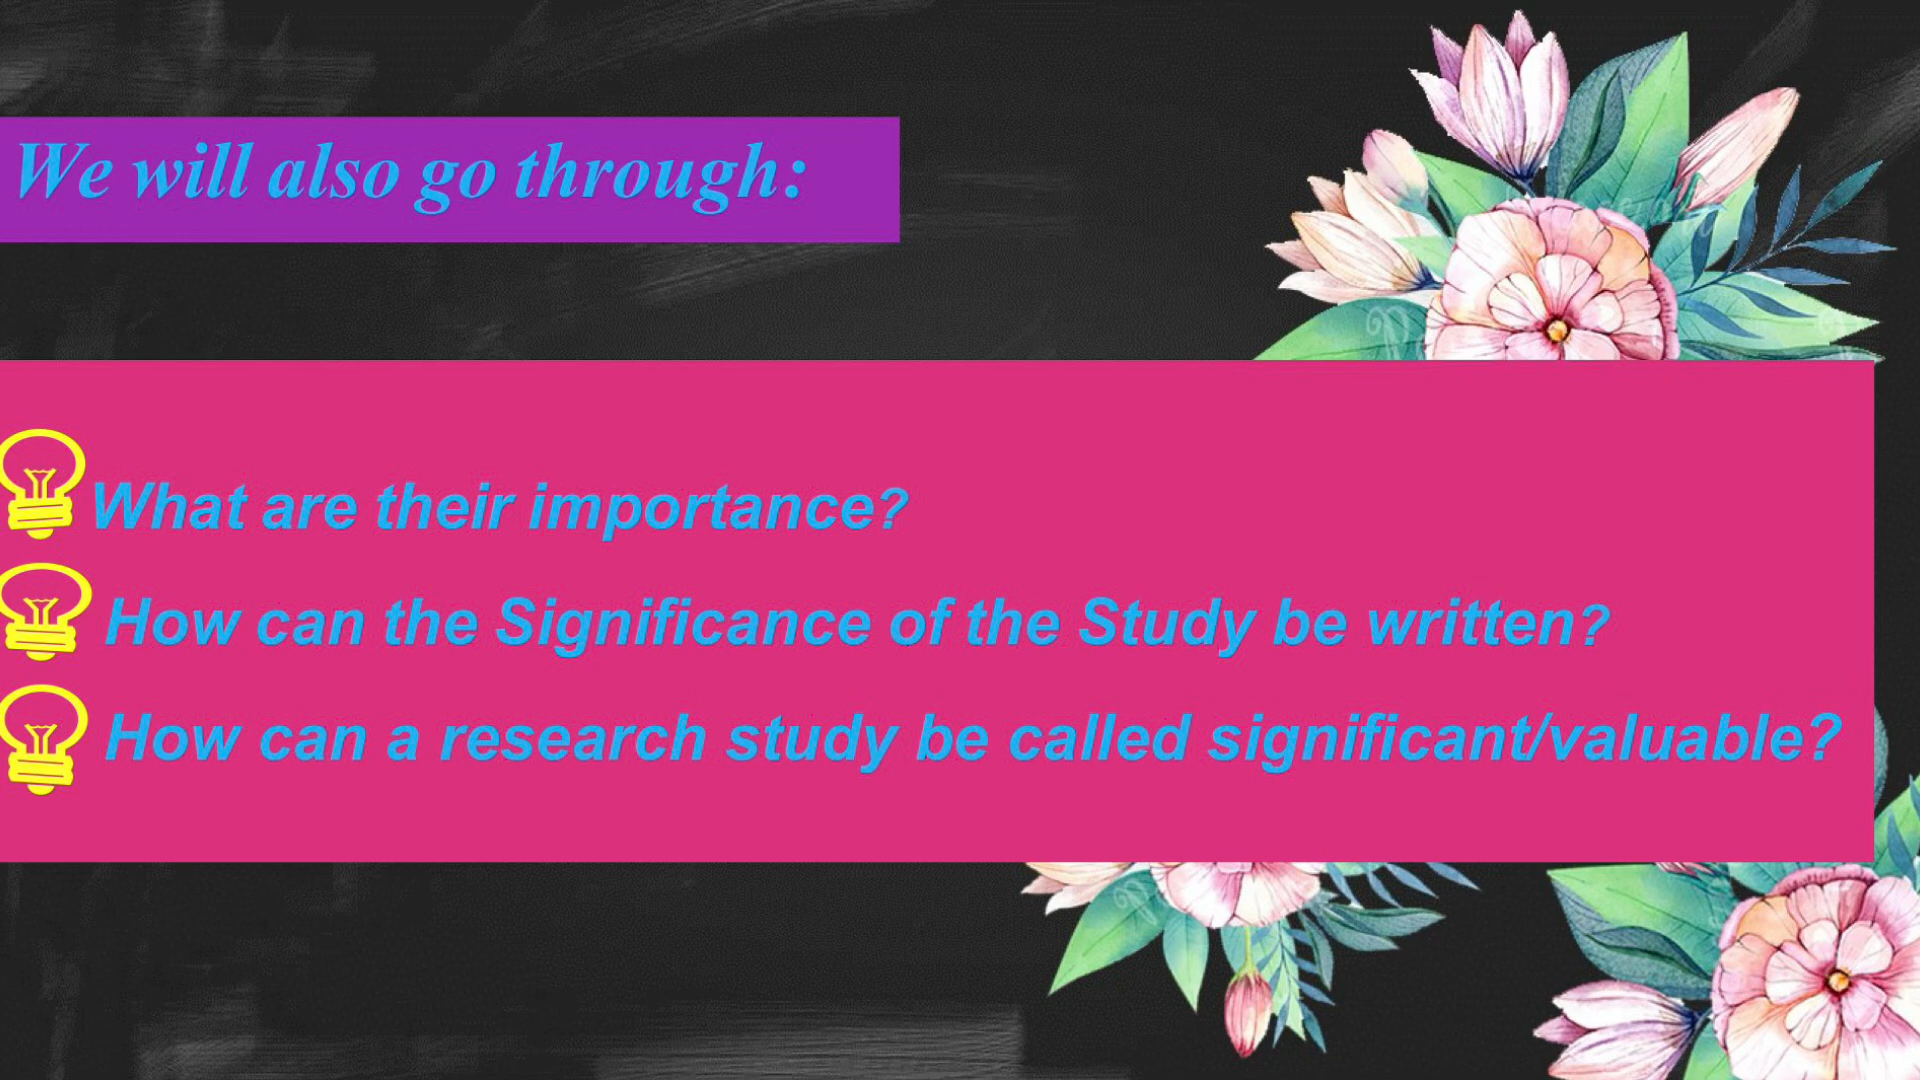 We will also go through:
What are their importance?
How can the Significance of the Study be written?
How can a research study be called significant/valuable?